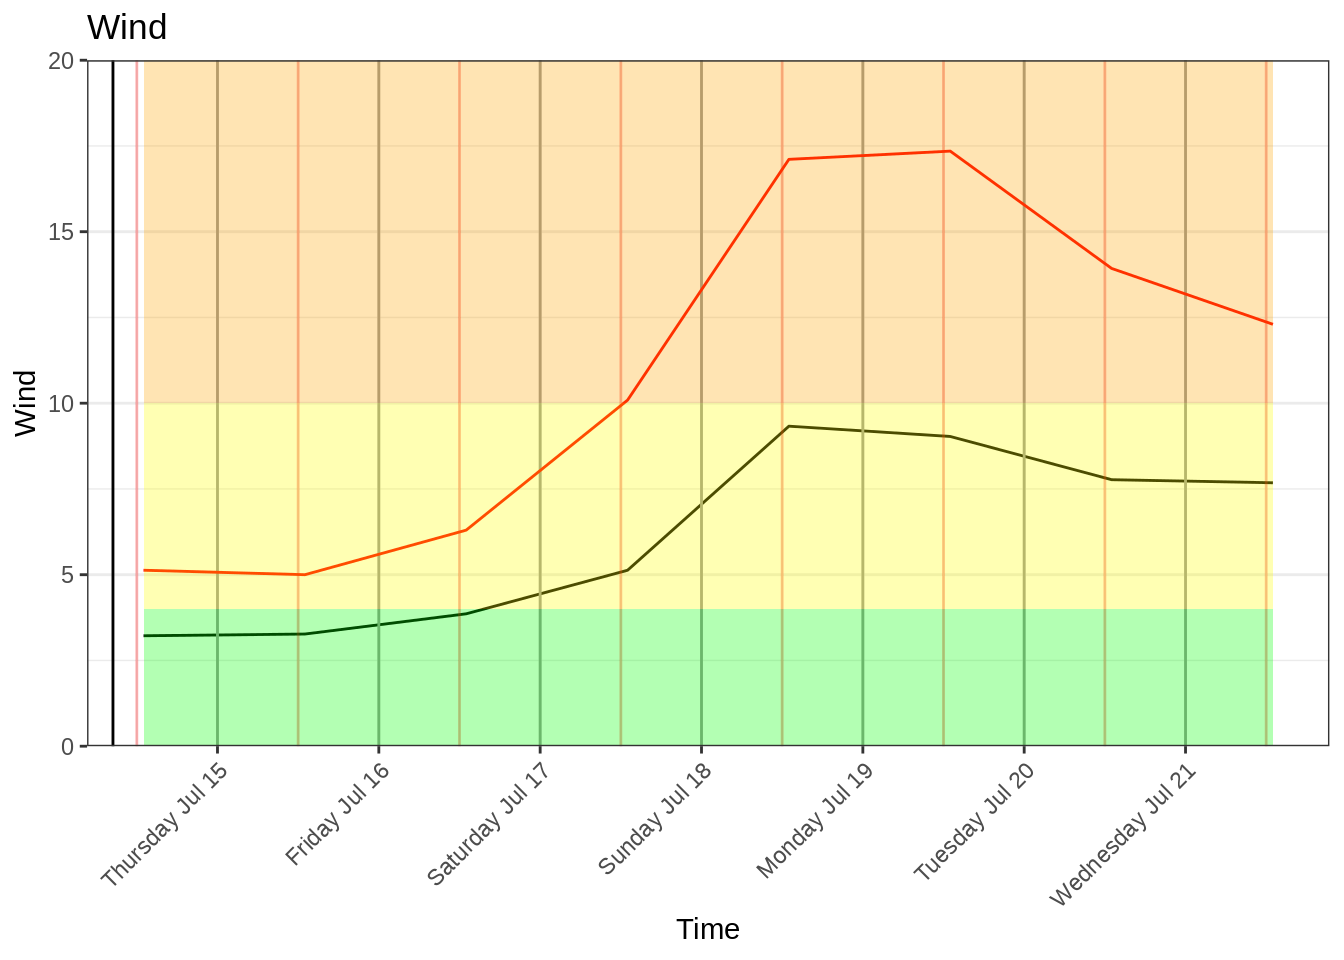 Wind
20
15
10
5
0
Wind
Thursday Jul 15
Friday Jul 16
Saturday Jul 17
Sunday Jul 18
Monday Jul 19
Tuesday Jul 20
Wednesday Jul 21
Time